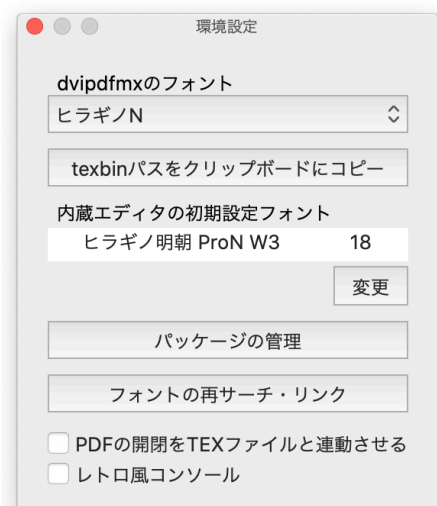 環境設定
dvipdfmxのフォント
ヒラギノN
texbinパスをクリップボードにコピー
内蔵エディタの初期設定フォント
ヒラギノ明朝 ProN W3 18
変更
パッケージの管理
フォントの再サーチ・リンク
PDFの開閉をTEXファイルと連動させる
レトロ風コンソール